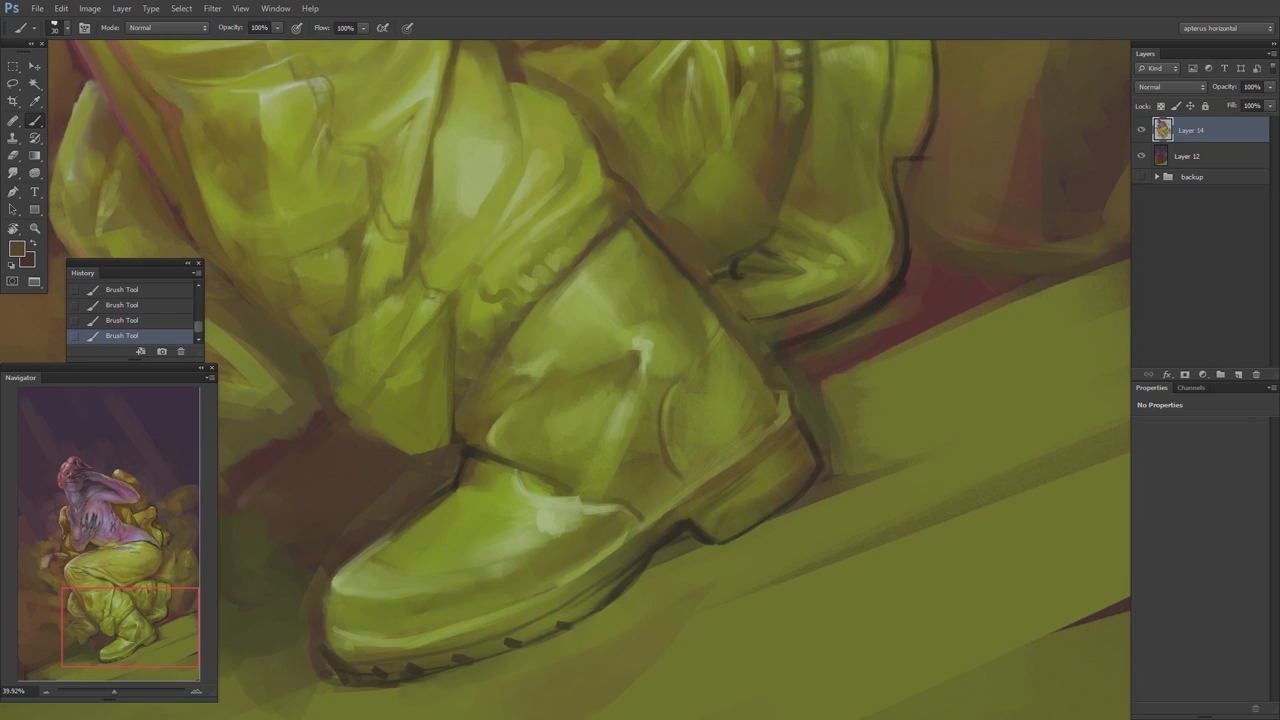 Ps File Edit Image Layer Type Select Filter View Window Help
30 Mode: Normal Opacity: 100% Flow: 100% apterus horizontal
Layers
Kind
Normal Opacity: 100%
Lock: Fill: 100%
Layer 14
Layer 12
backup
History
Brush Tool
Brush Tool
Brush Tool
Brush Tool
Navigator
39.92%
Properties Channels
No Properties